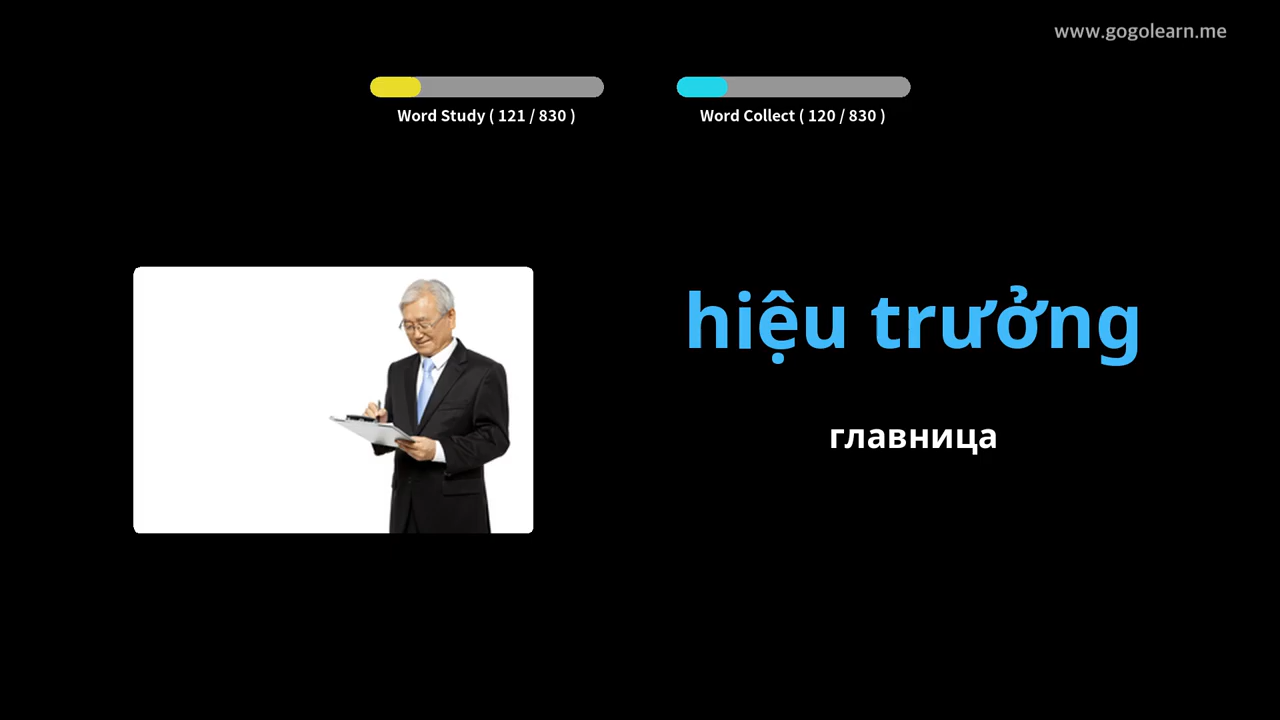 www.gogolearn.me
Word Study ( 121 / 830 )
Word Collect ( 120 / 830 )
hiệu trưởng
главница